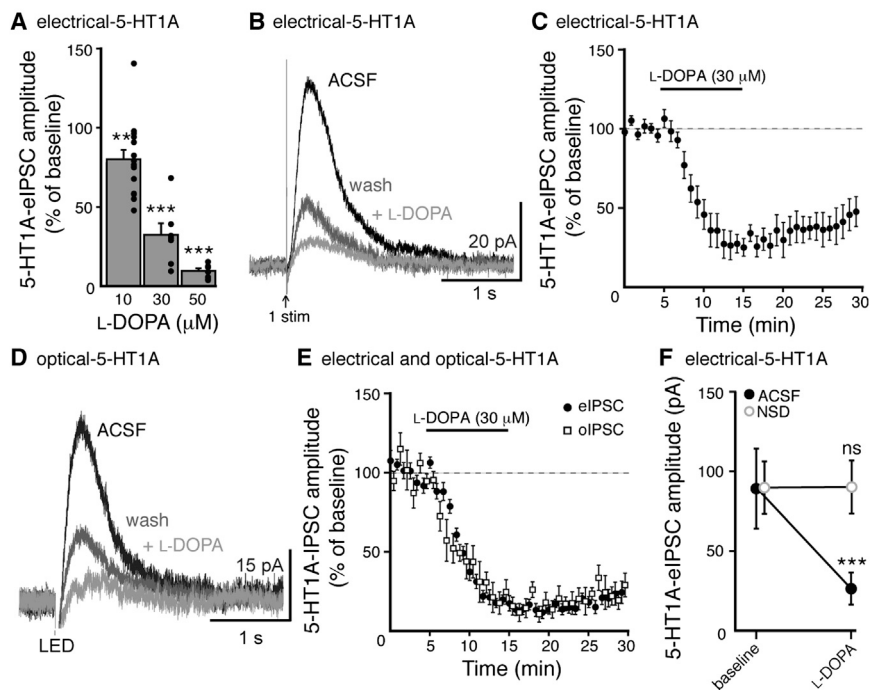 A electrical-5-HT1A
5-HT1A-eIPSC amplitude
(% of baseline)
150
100
50
0
**
***
***
10 30 50
L-DOPA (μM)
B electrical-5-HT1A
ACSF
wash
+ L-DOPA
20 pA
1 s
1 stim
C electrical-5-HT1A
5-HT1A-eIPSC amplitude
(% of baseline)
150
100
50
0
L-DOPA (30 μM)
0 5 10 15 20 25 30
Time (min)
D optical-5-HT1A
ACSF
wash
+ L-DOPA
15 pA
1 s
LED
E electrical and optical-5-HT1A
5-HT1A-IPSC amplitude
(% of baseline)
150
100
50
0
L-DOPA (30 μM)
eIPSC
oIPSC
0 5 10 15 20 25 30
Time (min)
F electrical-5-HT1A
5-HT1A-eIPSC amplitude (pA)
150
100
50
0
ACSF
NSD
ns
***
baseline
L-DOPA